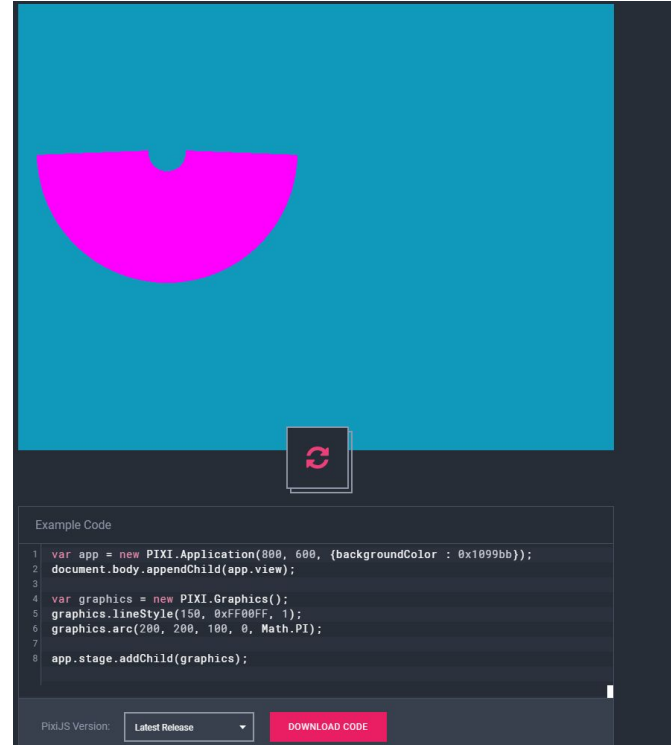 Example Code
1 var app = new PIXI.Application(800, 600, {backgroundColor : 0x1099bb});
2 document.body.appendChild(app.view);
3
4 var graphics = new PIXI.Graphics();
5 graphics.lineStyle(150, 0xFF00FF, 1);
6 graphics.arc(200, 200, 100, 0, Math.PI);
7
8 app.stage.addChild(graphics);
PixiJS Version: Latest Release DOWNLOAD CODE